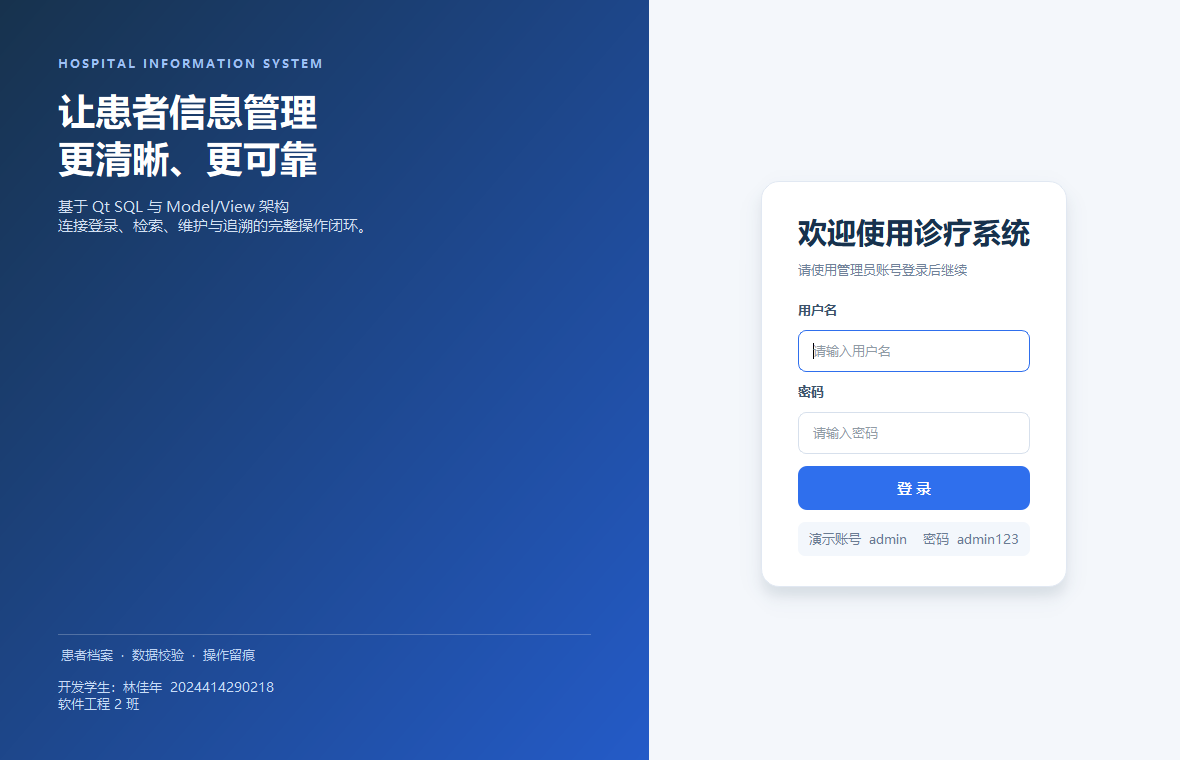 HOSPITAL INFORMATION SYSTEM
让患者信息管理
更清晰、更可靠
基于 Qt SQL 与 Model/View 架构
连接登录、检索、维护与追溯的完整操作闭环。
患者档案 · 数据校验 · 操作留痕
开发学生：林佳年 2024414290218
软件工程 2 班
欢迎使用诊疗系统
请使用管理员账号登录后继续
用户名
请输入用户名
密码
请输入密码
登 录
演示账号 admin 密码 admin123